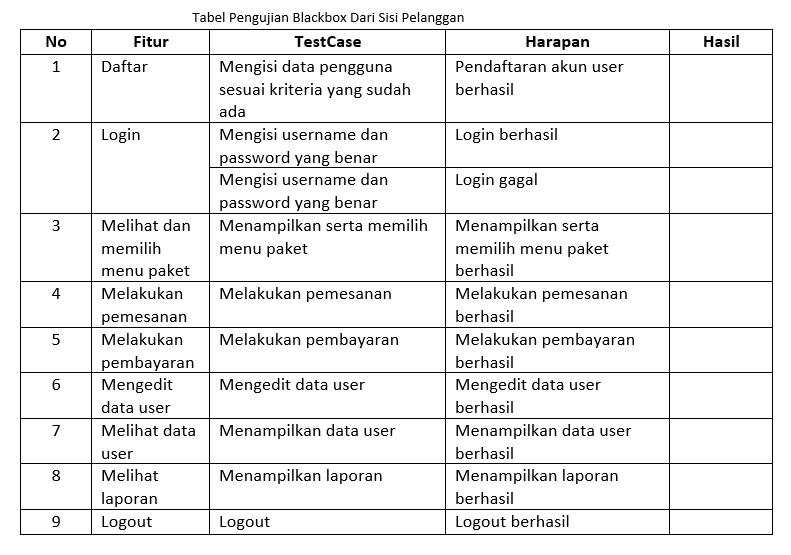 Tabel Pengujian Blackbox Dari Sisi Pelanggan
No Fitur TestCase Harapan Hasil
1 Daftar Mengisi data pengguna Pendaftaran akun user
sesuai kriteria yang sudah berhasil
ada
2 Login Mengisi username dan Login berhasil
password yang benar
Mengisi username dan Login gagal
password yang benar
3 Melihat dan Menampilkan serta memilih Menampilkan serta
memilih menu paket memilih menu paket
menu paket berhasil
4 Melakukan Melakukan pemesanan Melakukan pemesanan
pemesanan berhasil
5 Melakukan Melakukan pembayaran Melakukan pembayaran
pembayaran berhasil
6 Mengedit Mengedit data user Mengedit data user
data user berhasil
7 Melihat data Menampilkan data user Menampilkan data user
user berhasil
8 Melihat Menampilkan laporan Menampilkan laporan
laporan berhasil
9 Logout Logout Logout berhasil